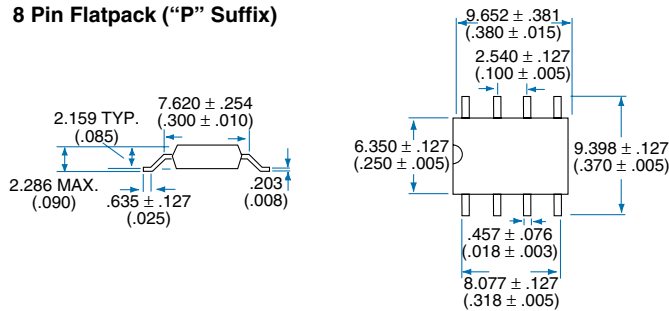 8 Pin Flatpack (“P” Suffix)
9.652 ± .381
(.380 ± .015)
2.540 ± .127
(.100 ± .005)
7.620 ± .254
(.300 ± .010)
2.159 TYP.
(.085)
6.350 ± .127
(.250 ± .005)
9.398 ± .127
(.370 ± .005)
2.286 MAX.
(.090)
.635 ± .127
(.025)
.203
(.008)
.457 ± .076
(.018 ± .003)
8.077 ± .127
(.318 ± .005)